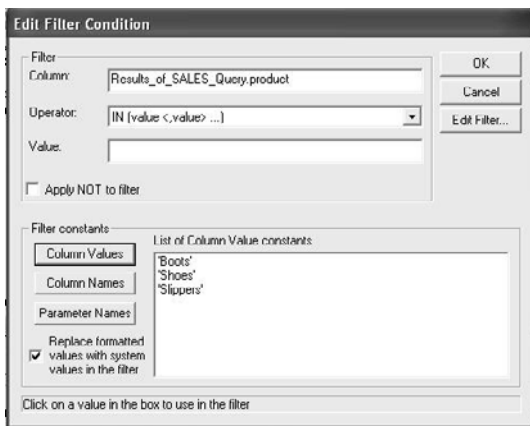 Edit Filter Condition
Filter
Column:
Results_of_SALES_Query.product
Operator:
IN (value <,value> ...)
Value:
Apply NOT to filter
OK
Cancel
Edit Filter...
Filter constants
Column Values
Column Names
Parameter Names
Replace formatted
values with system
values in the filter
List of Column Value constants
'Boots'
'Shoes'
'Slippers'
Click on a value in the box to use in the filter